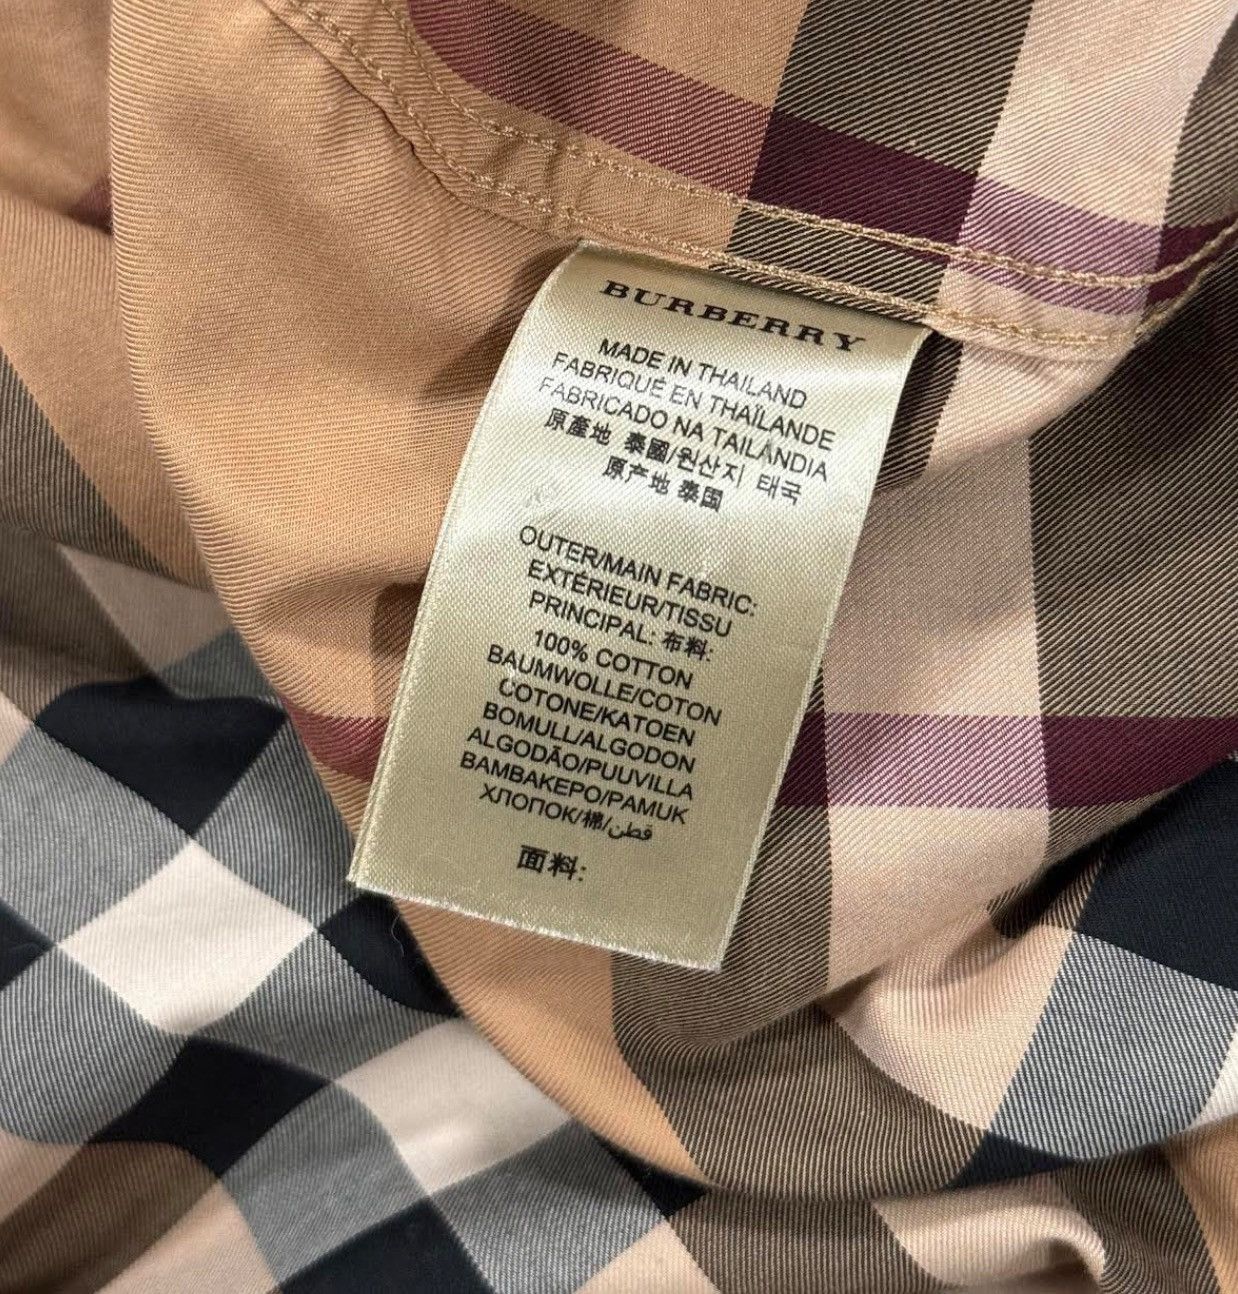 BURBERRY
MADE IN THAILAND
FABRIQUÉ EN THAÏLANDE
FABRICADO NA TAILANDIA
原產地 泰國/원산지 태국
原产地 泰国
OUTER/MAIN FABRIC:
EXTÉRIEUR/TISSU
PRINCIPAL: 布料:
100% COTTON
BAUMWOLLE/COTON
COTONE/KATOEN
BOMULL/ALGODON
ALGODÃO/PUUVILLA
ΒΑΜΒΑΚΕΡΟ/PAMUK
ХЛОПОК/棉/قطن
面料: